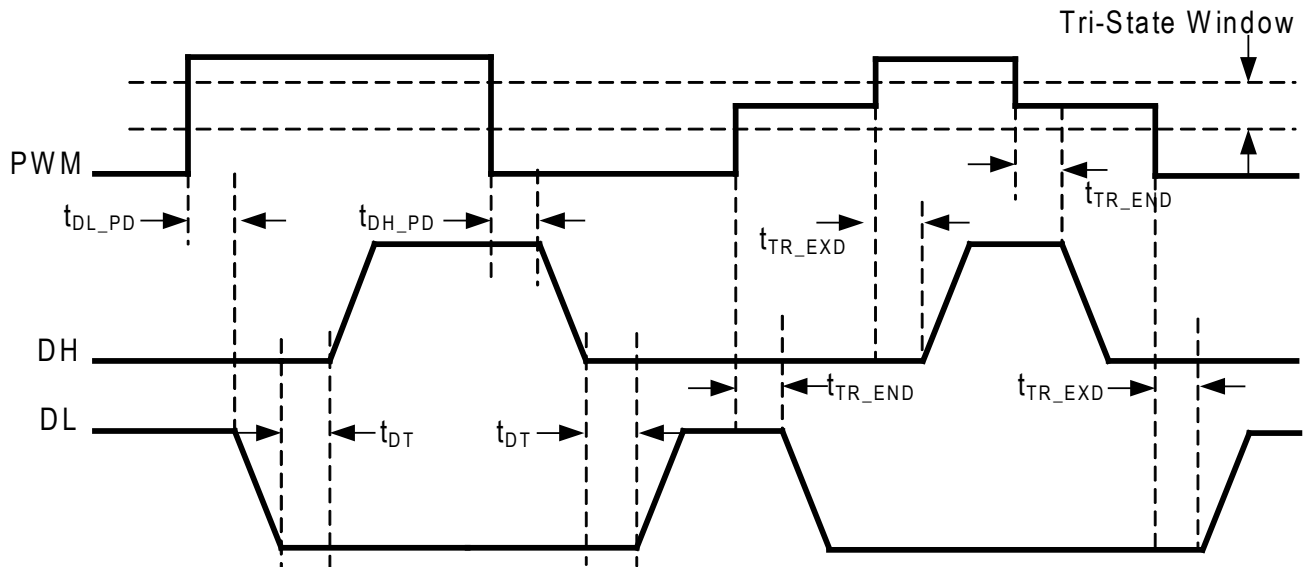 Tri-State Window
PWM
tDL_PD
tDH_PD
tTR_END
tTR_EXD
DH
tTR_END
tTR_EXD
DL
tDT
tDT